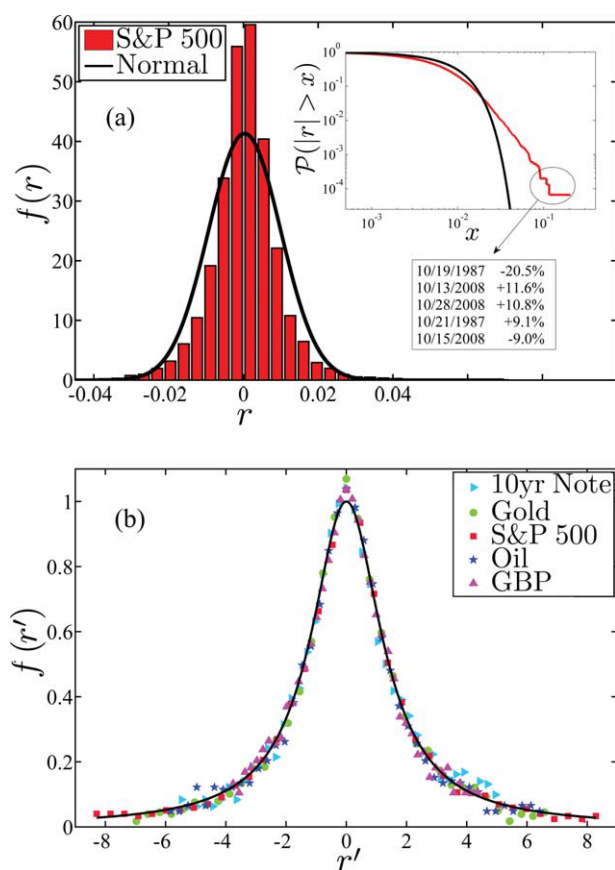 S&P 500
Normal
(a)
f (r)
60
50
40
30
20
10
0
-0.04
-0.02
0
0.02
0.04
r
P(|r| > x)
10^0
10^-1
10^-2
10^-3
10^-4
10^-3
10^-2
10^-1
x
10/19/1987 -20.5%
10/13/2008 +11.6%
10/28/2008 +10.8%
10/21/1987 +9.1%
10/15/2008 -9.0%
(b)
10yr Note
Gold
S&P 500
Oil
GBP
f (r′)
1
0.8
0.6
0.4
0.2
0
-8
-6
-4
-2
0
2
4
6
8
r′